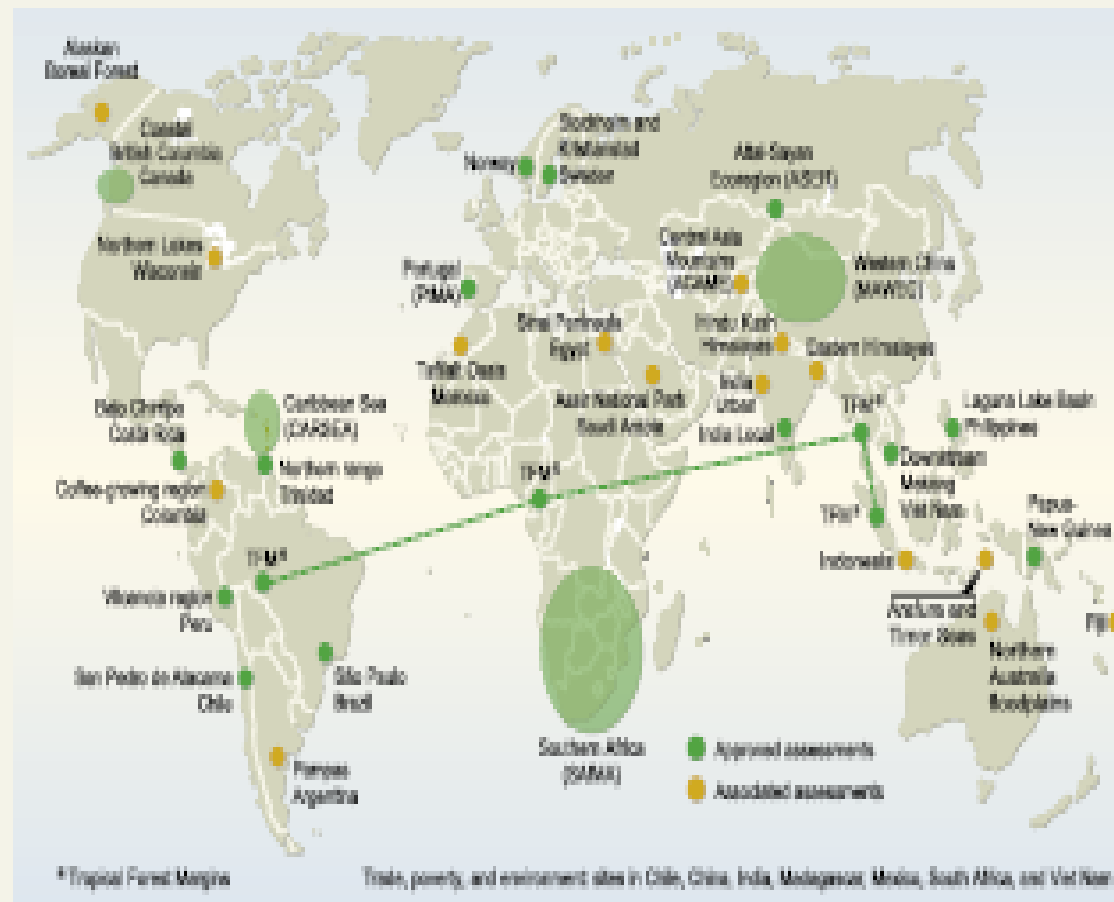 Alaskan
Boreal Forest
Coastal
British Columbia
Canada
Northern Lakes
Wisconsin
Norway
Stockholm and
Kristianstad
Sweden
Altai-Sayan
Ecoregion
Portugal
(PtMA)
Central Asia
Mountains
Western China
(MAWEC)
Sinai Peninsula
Egypt
Hindu Kush
Himalayas
Eastern Himalayas
Tafilalt Oasis
Morocco
Assir National Park
Saudi Arabia
India
Urban
India Local
TFM
Laguna Lake Basin
Philippines
Bajo Chirripo
Costa Rica
Caribbean Sea
(CARSEA)
Northern range
Trinidad
Coffee-growing region
Colombia
TFM
Downstream
Mekong
Viet Nam
TFM
Papua
New Guinea
TFM
Indonesia
Vilcanota region
Peru
Arafura and
Timor Seas
Fiji
Northern
Australia
floodplains
San Pedro de Atacama
Chile
São Paulo
Brazil
Southern Africa
(SAfMA)
Approved assessments
Associated assessments
Pampas
Argentina
Tropical Forest Margins
Trade, poverty, and environment sites in Chile, China, India, Madagascar, Mexico, South Africa, and Viet Nam